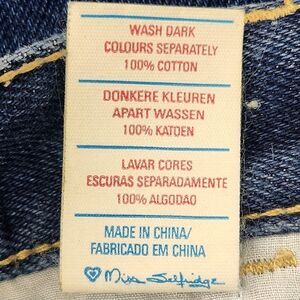 WASH DARK
COLOURS SEPARATELY
100% COTTON
DONKERE KLEUREN
APART WASSEN
100% KATOEN
LAVAR CORES
ESCURAS SEPARADAMENTE
100% ALGODAO
MADE IN CHINA/
FABRICADO EM CHINA
Miss Selfridge